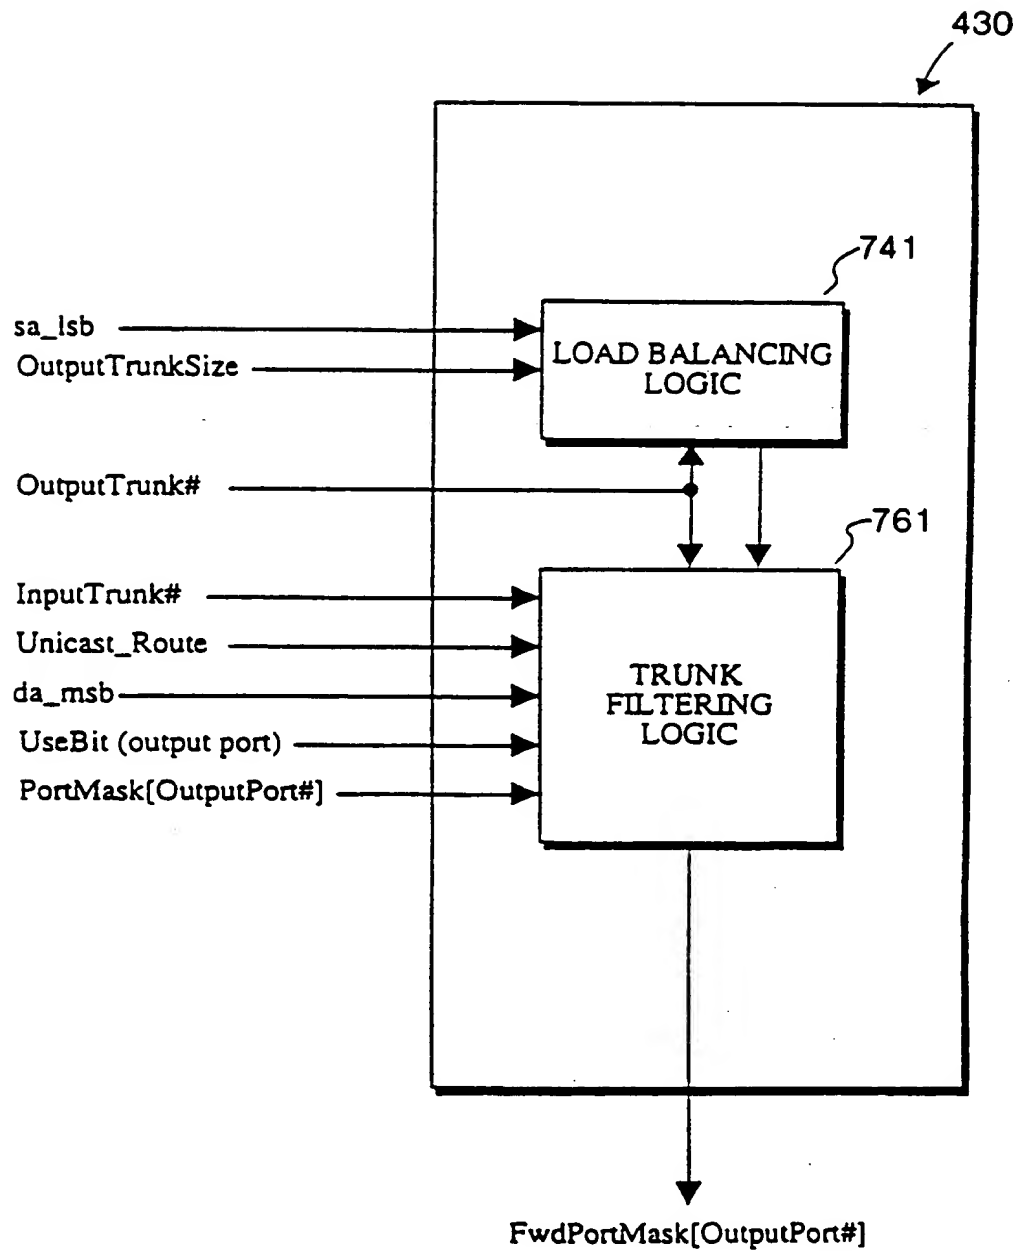 430
741
sa_lsb
OutputTrunkSize
LOAD BALANCING
LOGIC
OutputTrunk#
761
InputTrunk#
Unicast_Route
da_msb
UseBit (output port)
PortMask[OutputPort#]
TRUNK
FILTERING
LOGIC
FwdPortMask[OutputPort#]